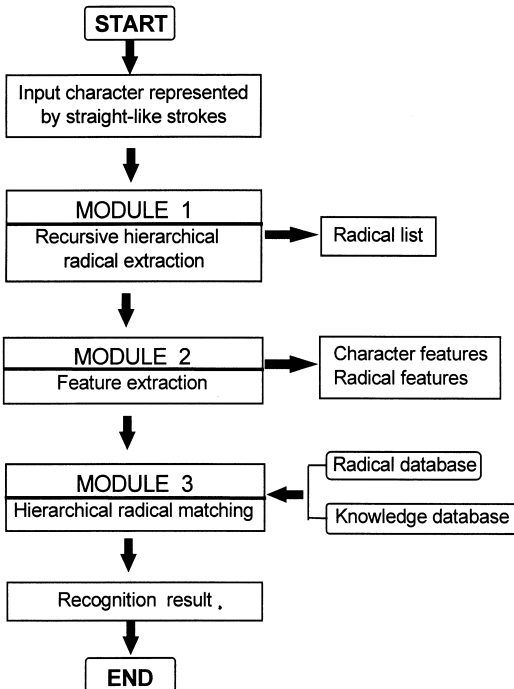 START
Input character represented
by straight-like strokes
MODULE 1
Recursive hierarchical
radical extraction
Radical list
MODULE 2
Feature extraction
Character features
Radical features
MODULE 3
Hierarchical radical matching
Radical database
Knowledge database
Recognition result
END